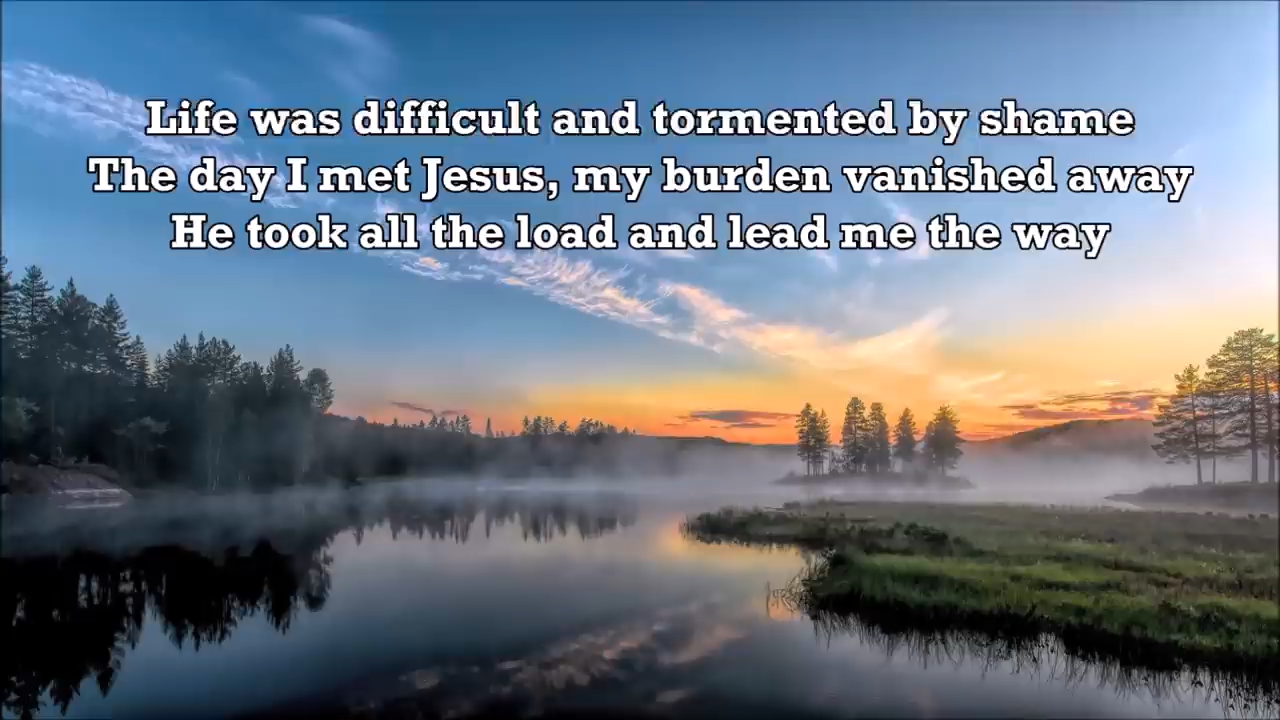 Life was difficult and tormented by shame
The day I met Jesus, my burden vanished away
He took all the load and lead me the way